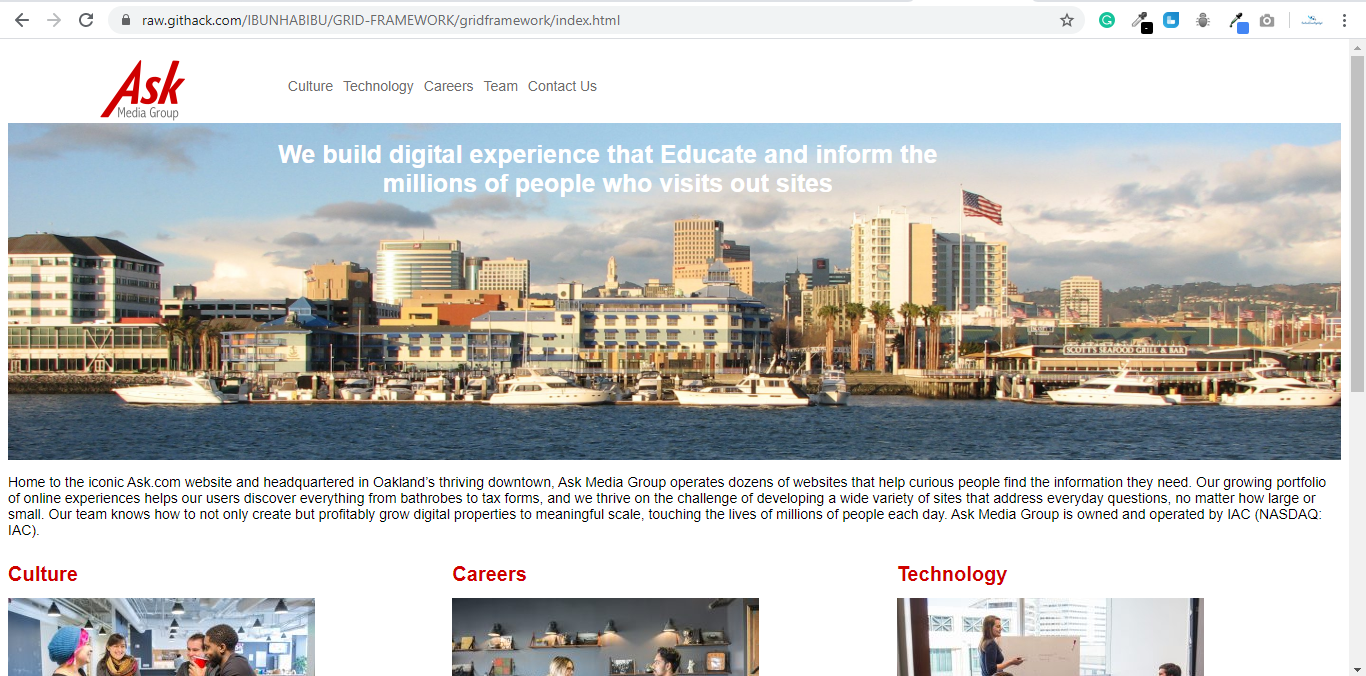 raw.githack.com/IBUNHABIBU/GRID-FRAMEWORK/gridframework/index.html
Ask
Media Group
Culture Technology Careers Team Contact Us
We build digital experience that Educate and inform the
millions of people who visits out sites
SCOTT'S SEAFOOD GRILL & BAR
Home to the iconic Ask.com website and headquartered in Oakland’s thriving downtown, Ask Media Group operates dozens of websites that help curious people find the information they need. Our growing portfolio
of online experiences helps our users discover everything from bathrobes to tax forms, and we thrive on the challenge of developing a wide variety of sites that address everyday questions, no matter how large or
small. Our team knows how to not only create but profitably grow digital properties to meaningful scale, touching the lives of millions of people each day. Ask Media Group is owned and operated by IAC (NASDAQ:
IAC).
Culture Careers Technology